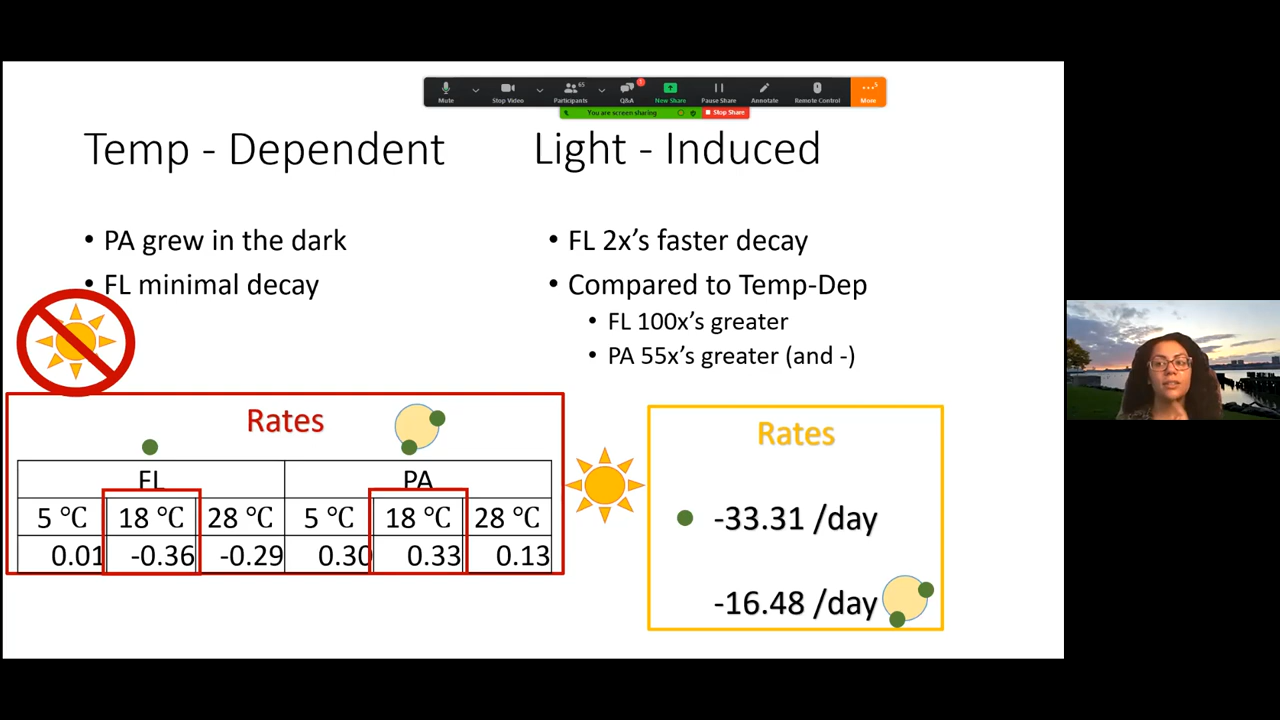 Mute
Stop Video
Participants
65
Q&A
1
New Share
Pause Share
Annotate
Remote Control
More
5
You are screen sharing
Stop Share
Temp - Dependent
• PA grew in the dark
• FL minimal decay
Light - Induced
• FL 2x's faster decay
• Compared to Temp-Dep
• FL 100x's greater
• PA 55x's greater (and -)
Rates
FL PA
5 ℃ 18 ℃ 28 ℃ 5 ℃ 18 ℃ 28 ℃
0.01 -0.36 -0.29 0.30 0.33 0.13
Rates
-33.31 /day
-16.48 /day